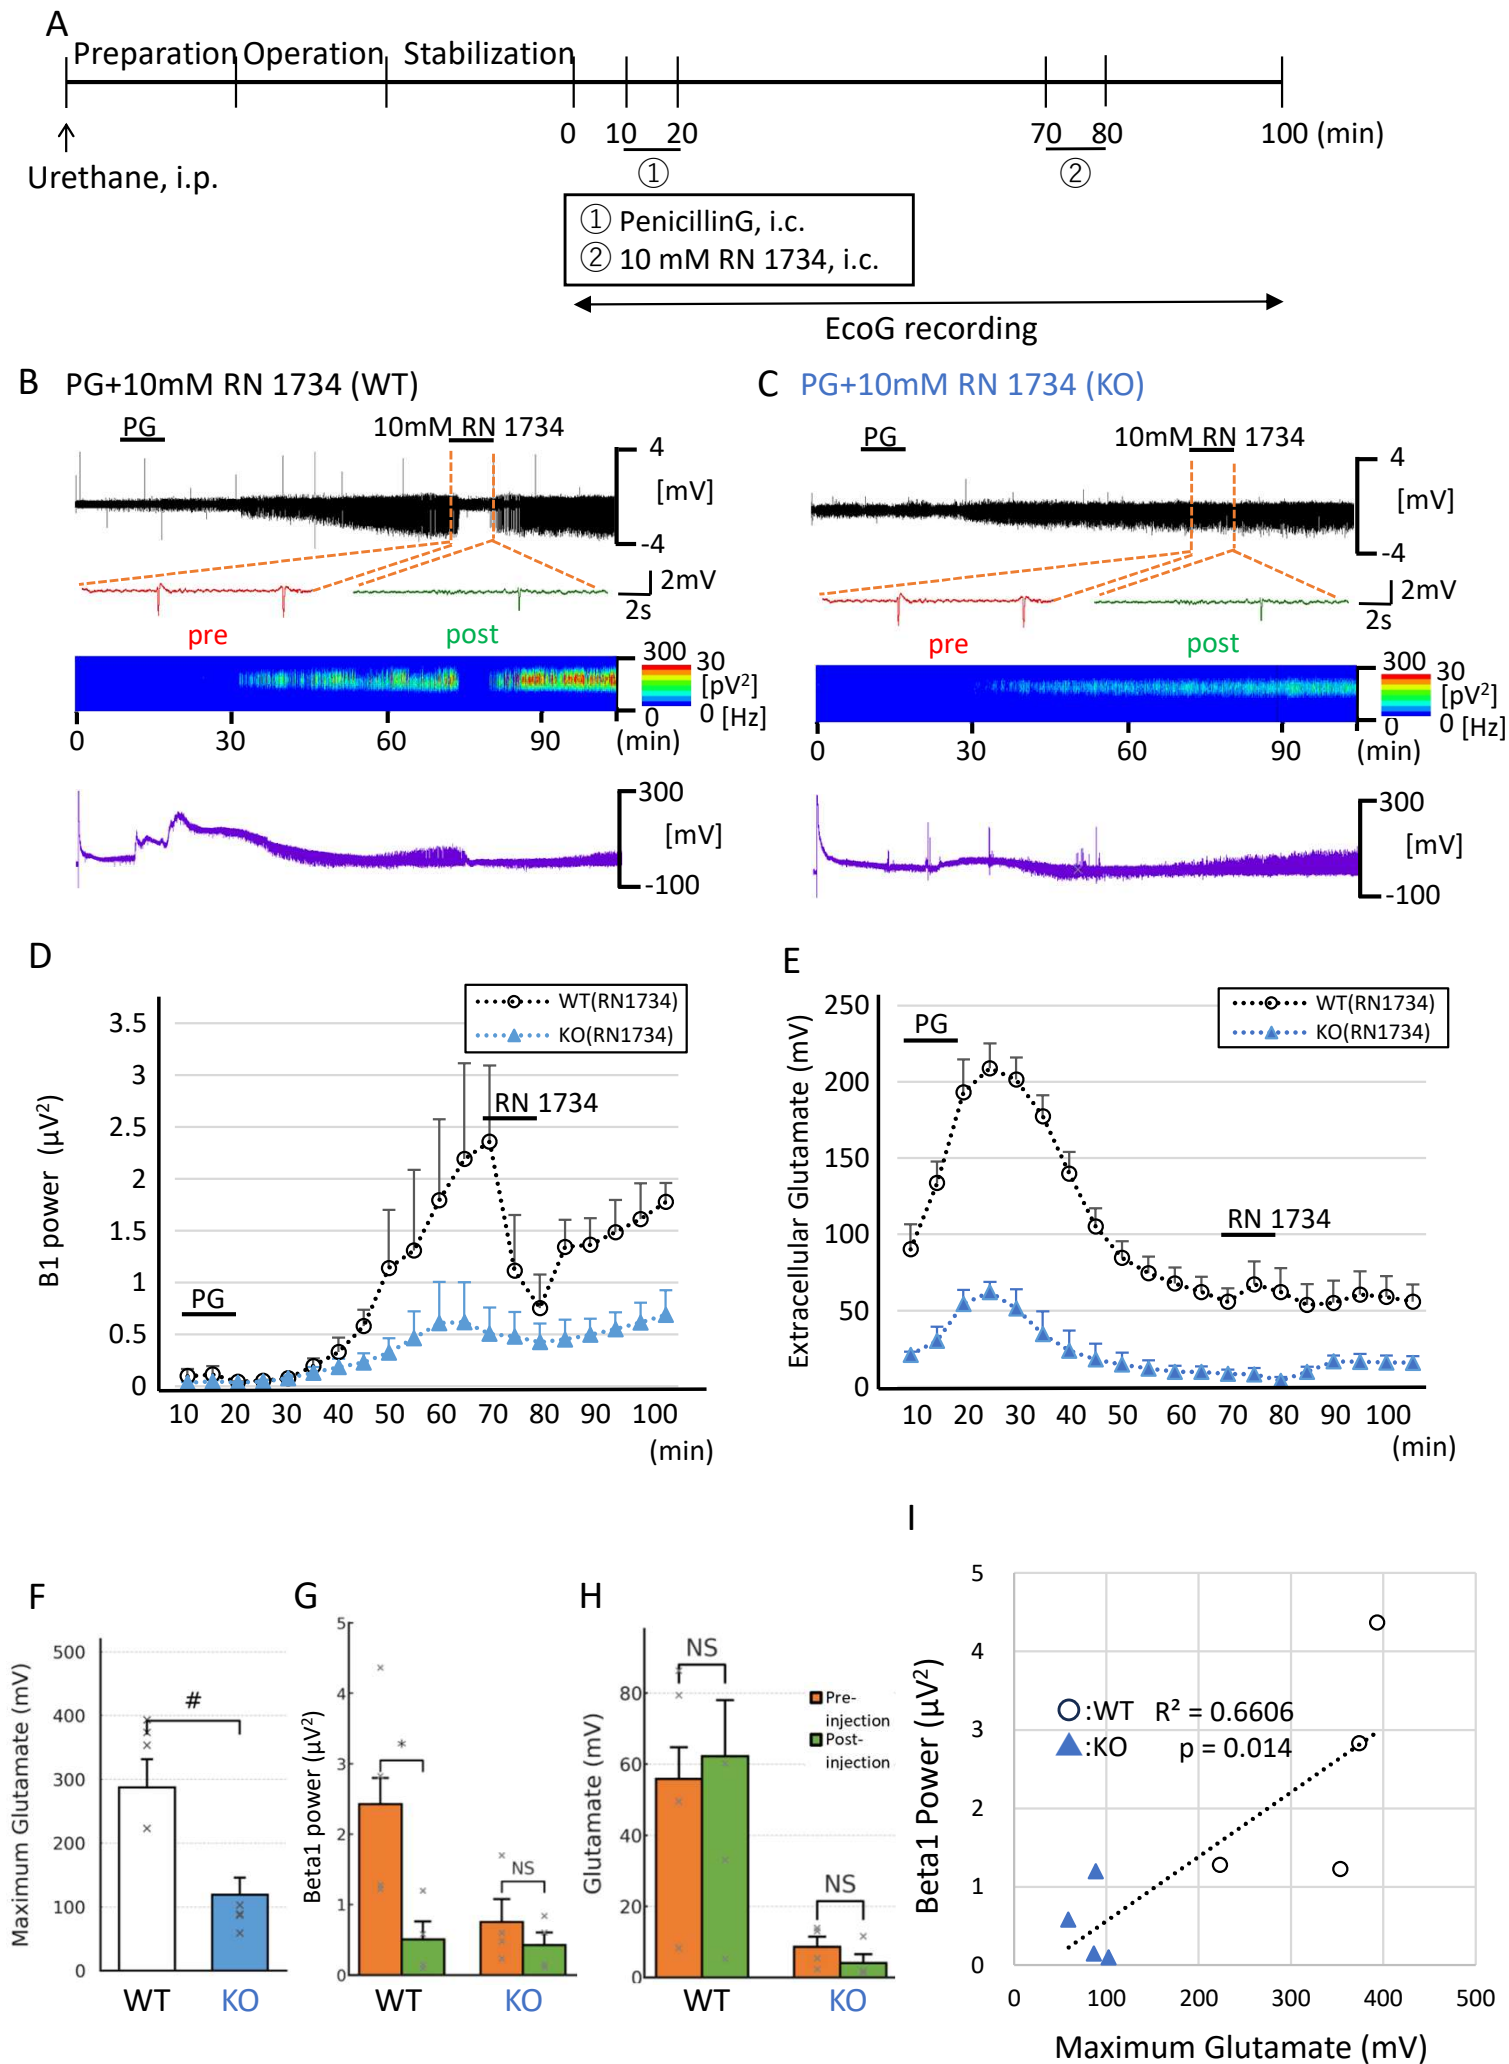 A
Preparation Operation Stabilization
0 10 20 70 80 100 (min)
① ②
Urethane, i.p.
① PenicillinG, i.c.
② 10 mM RN 1734, i.c.
EcoG recording
B PG+10mM RN 1734 (WT)
PG 10mM RN 1734
4
[mV]
-4
2mV
2s
pre post
300 30
[pV²]
0 0 [Hz]
0 30 60 90 (min)
300
[mV]
-100
C PG+10mM RN 1734 (KO)
PG 10mM RN 1734
4
[mV]
-4
2mV
2s
pre post
300 30
[pV²]
0 0 [Hz]
0 30 60 90 (min)
300
[mV]
-100
D
WT(RN1734)
KO(RN1734)
B1 power (µV²)
3.5
3
2.5
2
1.5
1
0.5
0
PG
RN 1734
10 20 30 40 50 60 70 80 90 100
(min)
E
WT(RN1734)
KO(RN1734)
Extracellular Glutamate (mV)
250
200
150
100
50
0
PG
RN 1734
10 20 30 40 50 60 70 80 90 100
(min)
F
Maximum Glutamate (mV)
500
400
300
200
100
0
#
WT KO
G
Beta1 power (µV²)
5
4
3
2
1
0
*
NS
WT KO
H
Glutamate (mV)
80
60
40
20
0
NS
NS
Pre-
injection
Post-
injection
WT KO
I
Beta1 Power (µV²)
5
4
3
2
1
0
:WT R² = 0.6606
:KO p = 0.014
0 100 200 300 400 500
Maximum Glutamate (mV)